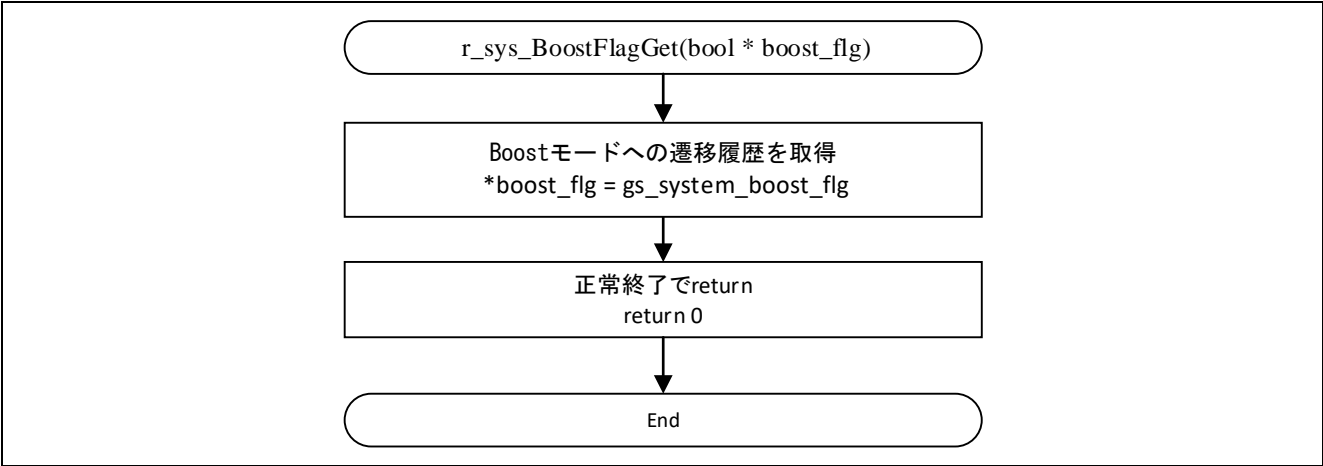 r_sys_BoostFlagGet(bool * boost_flg)
Boostモードへの遷移履歴を取得
*boost_flg = gs_system_boost_flg
正常終了でreturn
return 0
End